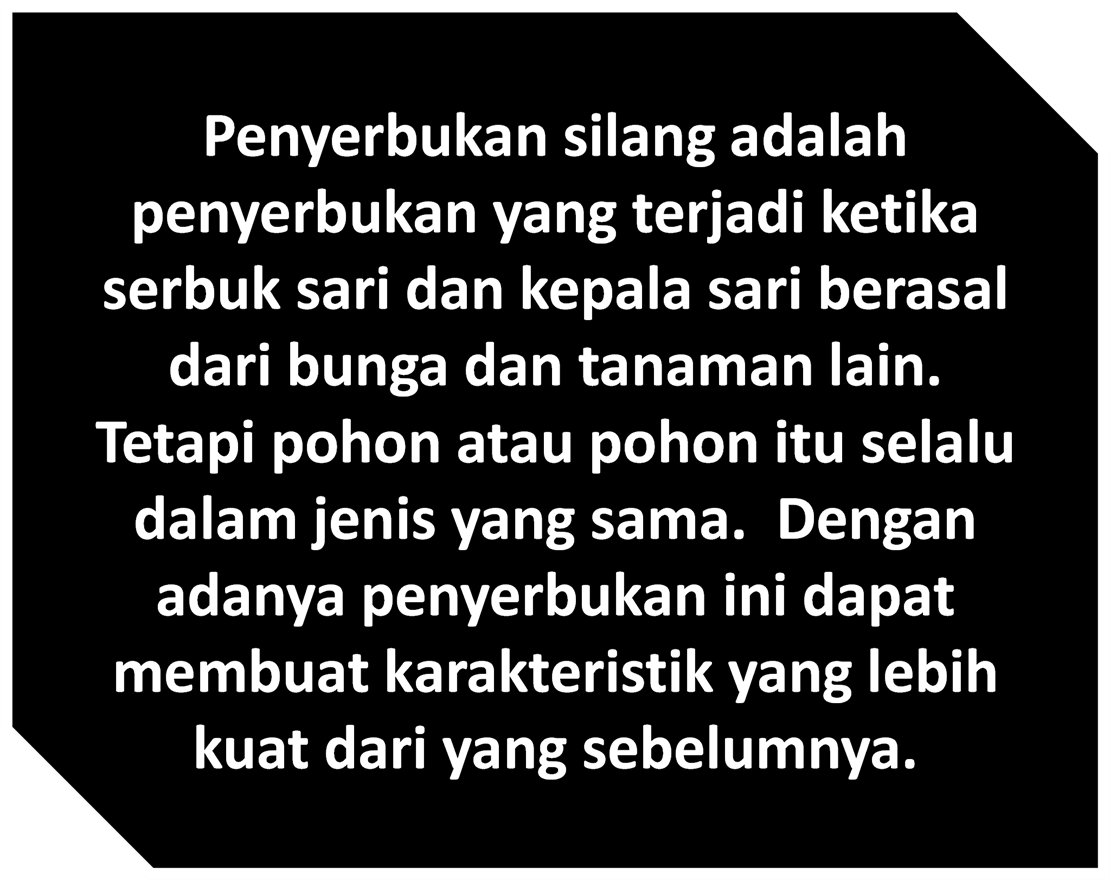 Penyerbukan silang adalah
penyerbukan yang terjadi ketika
serbuk sari dan kepala sari berasal
dari bunga dan tanaman lain.
Tetapi pohon atau pohon itu selalu
dalam jenis yang sama.  Dengan
adanya penyerbukan ini dapat
membuat karakteristik yang lebih
kuat dari yang sebelumnya.